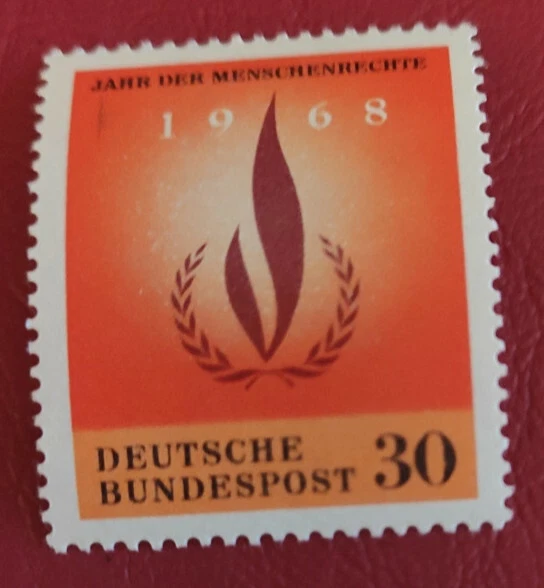 JAHR DER MENSCHENRECHTE
1968
DEUTSCHE
BUNDESPOST 30